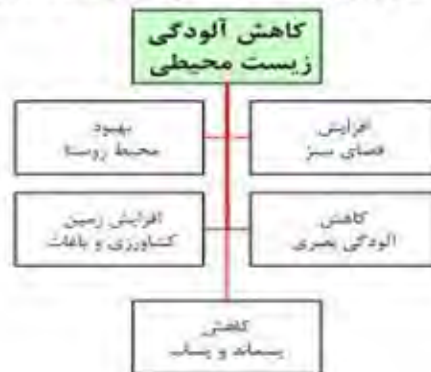 کاهش آلودگی
زیست محیطی
افزایش
فضای سبز
بهبود
محیط روستا
کاهش
آلودگی بصری
افزایش زمین
کشاورزی و باغات
کاهش
پسماند و پساب